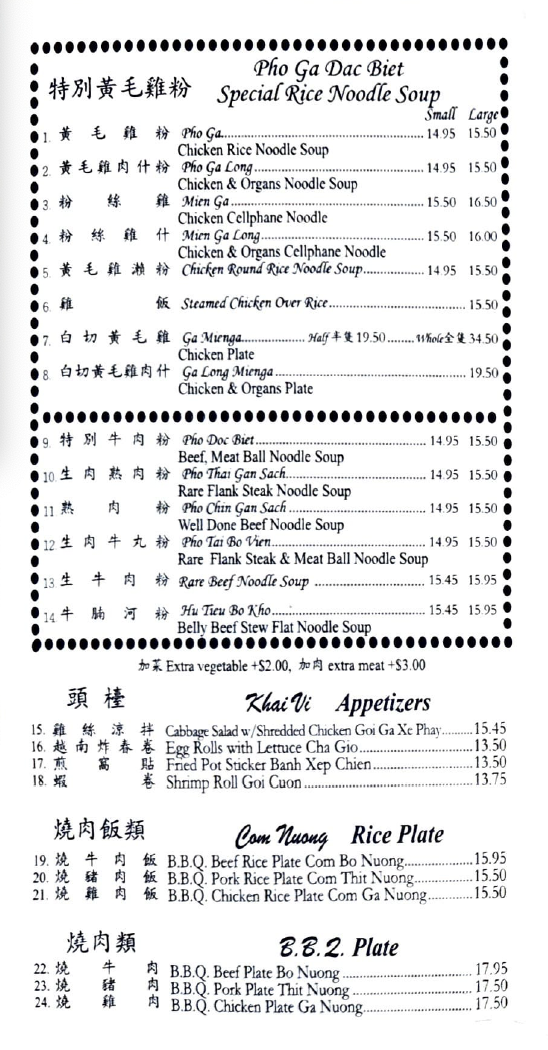 Pho Ga Dac Biet
特別黃毛雞粉 Special Rice Noodle Soup
Small Large
1. 黃毛雞粉 Pho Ga 14.95 15.50
Chicken Rice Noodle Soup
2. 黃毛雞肉什粉 Pho Ga Long 14.95 15.50
Chicken & Organs Noodle Soup
3. 粉絲雞 Mien Ga 15.50 16.50
Chicken Cellphane Noodle
4. 粉絲雞什 Mien Ga Long 15.50 16.00
Chicken & Organs Cellphane Noodle
5. 黃毛雞瀨粉 Chicken Round Rice Noodle Soup 14.95 15.50
6. 雞飯 Steamed Chicken Over Rice 15.50
7. 白切黃毛雞 Ga Mienga Half 半隻 19.50 Whole 全隻 34.50
Chicken Plate
8. 白切黃毛雞肉什 Ga Long Mienga 19.50
Chicken & Organs Plate
9. 特別牛肉粉 Pho Doc Biet 14.95 15.50
Beef, Meat Ball Noodle Soup
10. 生肉熟肉粉 Pho Thai Gan Sach 14.95 15.50
Rare Flank Steak Noodle Soup
11 熟肉粉 Pho Chin Gan Sach 14.95 15.50
Well Done Beef Noodle Soup
12 生肉牛丸粉 Pho Tai Bo Vien 14.95 15.50
Rare Flank Steak & Meat Ball Noodle Soup
13 生牛肉粉 Rare Beef Noodle Soup 15.45 15.95
14. 牛腩河粉 Hu Tieu Bo Kho 15.45 15.95
Belly Beef Stew Flat Noodle Soup
加菜 Extra vegetable +$2.00, 加肉 extra meat +$3.00
頭檯 Khai Vi Appetizers
15. 雞絲涼拌 Cabbage Salad w/Shredded Chicken Goi Ga Xe Phay 15.45
16. 越南炸春卷 Egg Rolls with Lettuce Cha Gio 13.50
17. 煎窩貼 Fried Pot Sticker Banh Xep Chien 13.50
18. 蝦卷 Shrimp Roll Goi Cuon 13.75
燒肉飯類 Com Nuong Rice Plate
19. 燒牛肉飯 B.B.Q. Beef Rice Plate Com Bo Nuong 15.95
20. 燒豬肉飯 B.B.Q. Pork Rice Plate Com Thit Nuong 15.50
21. 燒雞肉飯 B.B.Q. Chicken Rice Plate Com Ga Nuong 15.50
燒肉類 B.B.Q. Plate
22. 燒牛肉 B.B.Q. Beef Plate Bo Nuong 17.95
23. 燒豬肉 B.B.Q. Pork Plate Thit Nuong 17.50
24. 燒雞肉 B.B.Q. Chicken Plate Ga Nuong 17.50